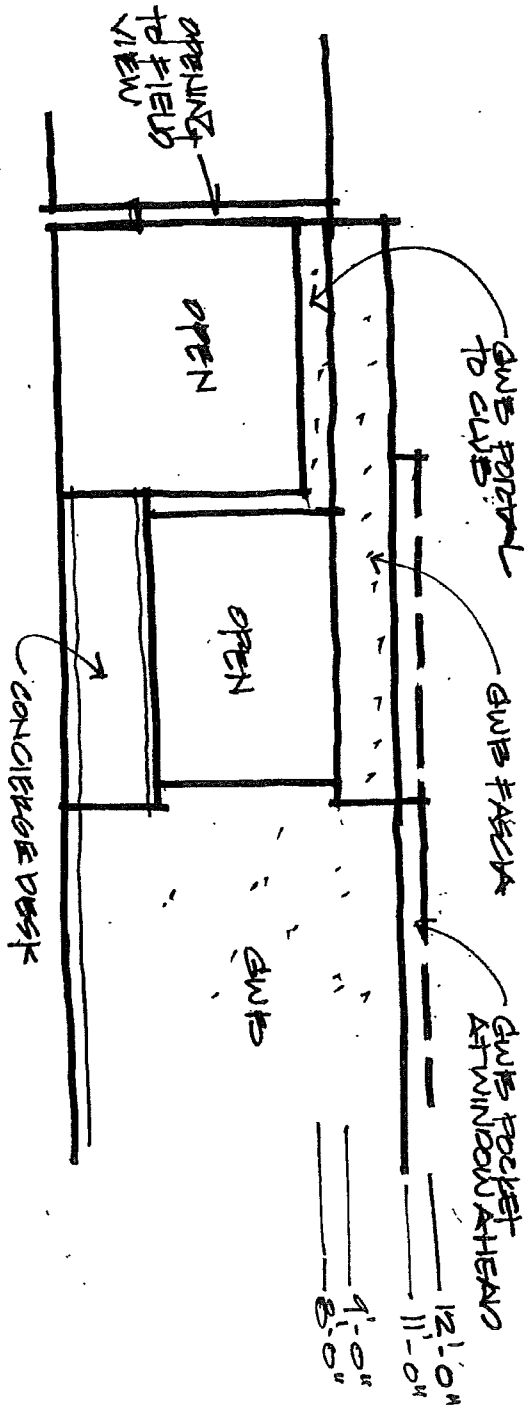 GWB PORTAL
TO CLUB
GWB FASCIA
GWB POCKET
AT WINDOW AHEAD
12'-0"
11'-0"
9'-0"
8'-0"
OPENING
TO FIELD
VIEW
OPEN
OPEN
GWB
CONCIERGE DESK